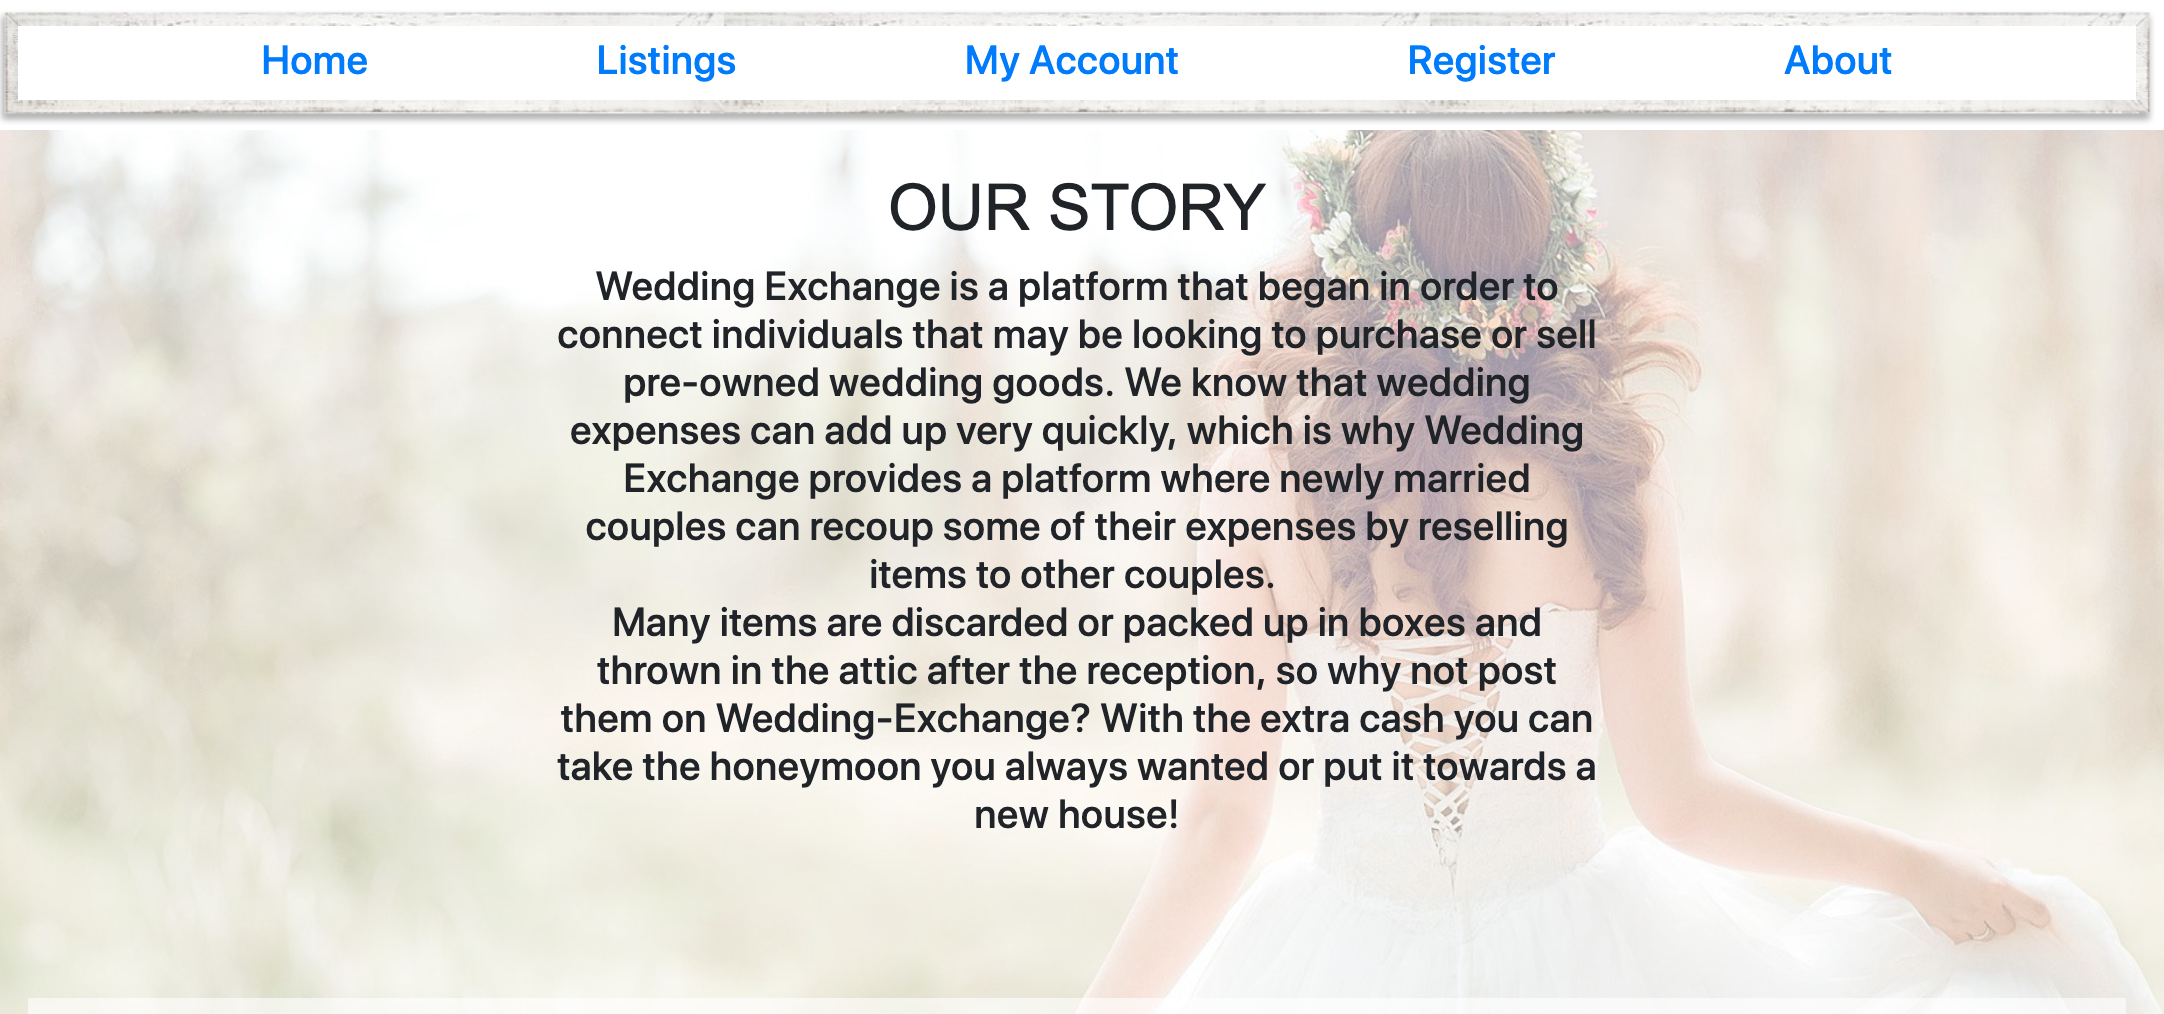 Home Listings My Account Register About
OUR STORY
Wedding Exchange is a platform that began in order to
connect individuals that may be looking to purchase or sell
pre-owned wedding goods. We know that wedding
expenses can add up very quickly, which is why Wedding
Exchange provides a platform where newly married
couples can recoup some of their expenses by reselling
items to other couples.
Many items are discarded or packed up in boxes and
thrown in the attic after the reception, so why not post
them on Wedding-Exchange? With the extra cash you can
take the honeymoon you always wanted or put it towards a
new house!